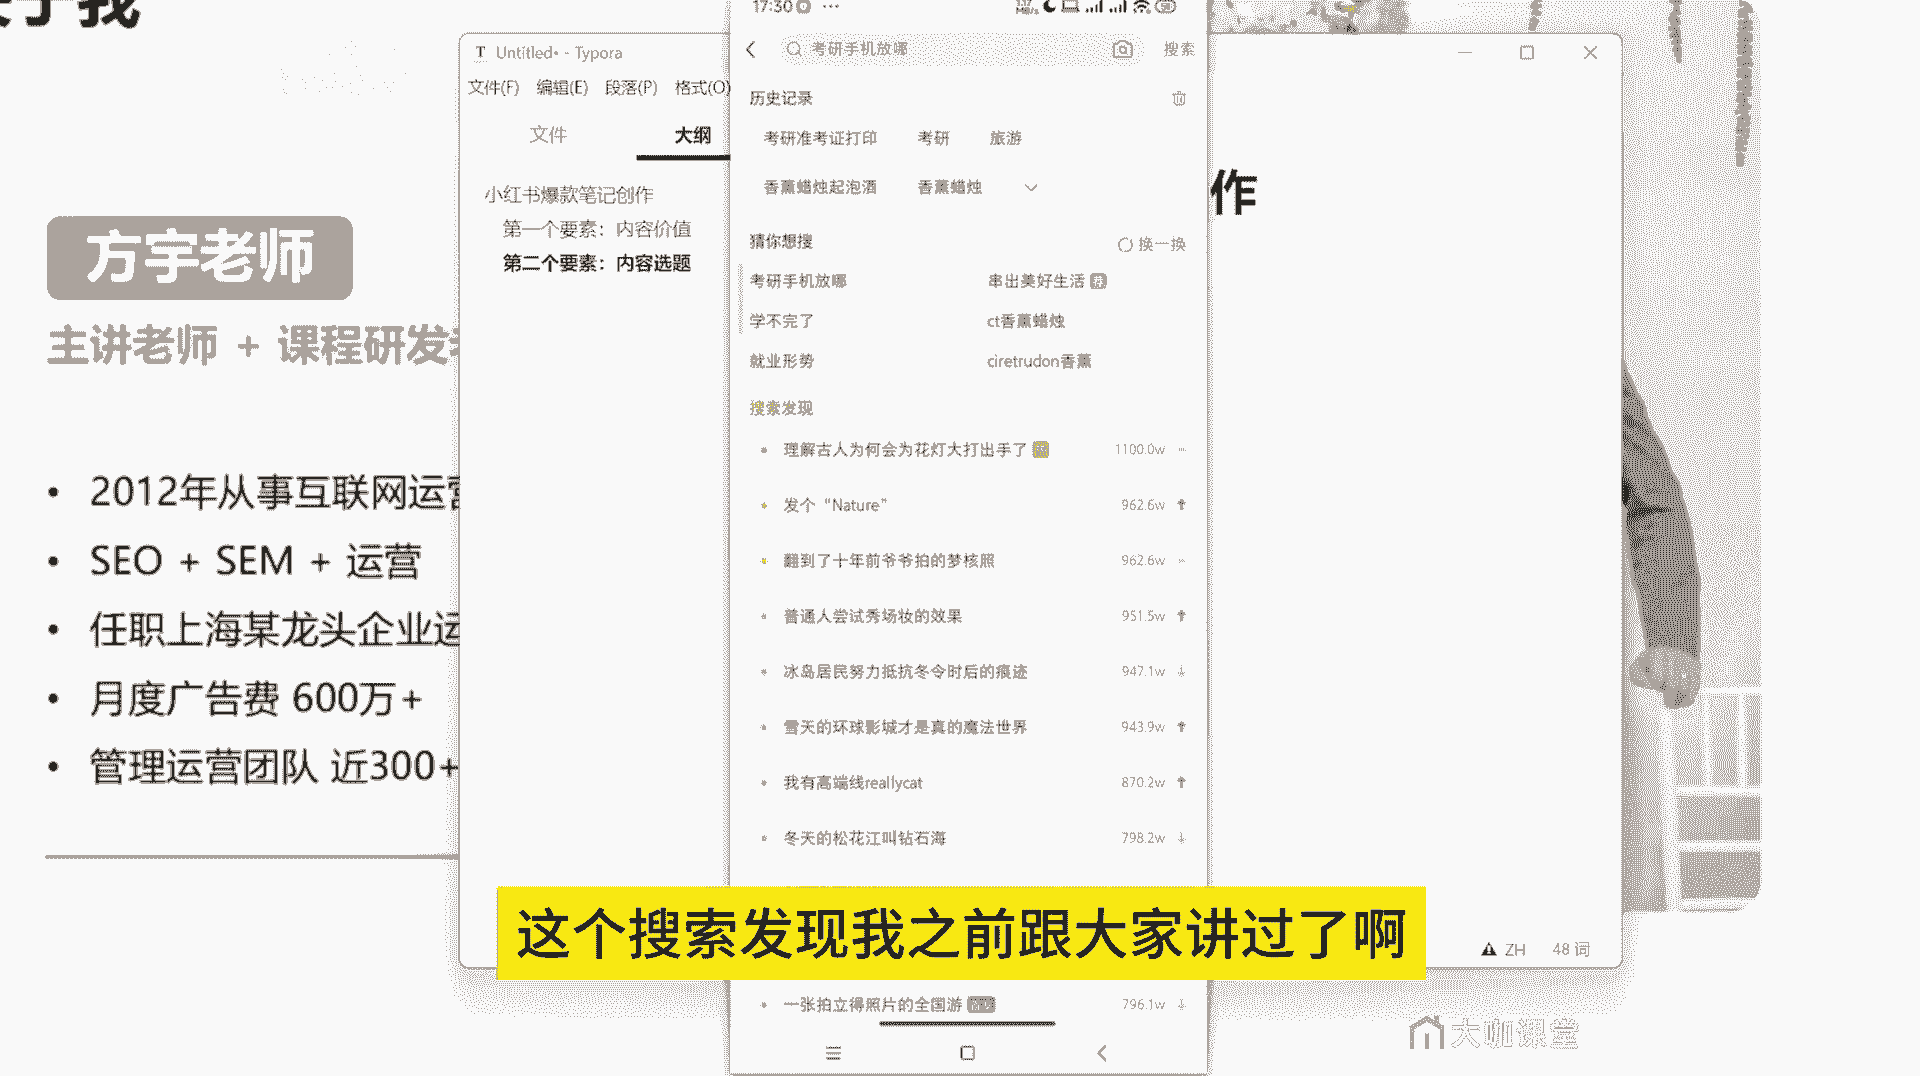 于我
方宇老师
主讲老师 + 课程研发
2012年从事互联网运营
SEO + SEM + 运营
任职上海某龙头企业运
月度广告费 600万+
管理运营团队 近300+
Untitled• - Typora
文件(F) 编辑(E) 段落(P) 格式(O)
文件 大纲
小红书爆款笔记创作
第一个要素：内容价值
第二个要素：内容选题
作
17:30
考研手机放哪 搜索
历史记录
考研准考证打印 考研 旅游
香薰蜡烛起泡酒 香薰蜡烛
猜你想搜 换一换
考研手机放哪 串出美好生活
学不完了 ct香薰蜡烛
就业形势 ciretrudon香薰
搜索发现
理解古人为何会为花灯大打出手了 1100.0w
发个“Nature” 962.6w
翻到了十年前爷爷拍的梦核照 962.6w
普通人尝试秀场妆的效果 951.5w
冰岛居民努力抵抗冬令时后的痕迹 947.1w
雪天的环球影城才是真的魔法世界 943.9w
我有高端线reallycat 870.2w
冬天的松花江叫钻石海 798.2w
这个搜索发现我之前跟大家讲过了啊
一张拍立得照片的全国游 796.1w
ZH 48 词
大咖课堂